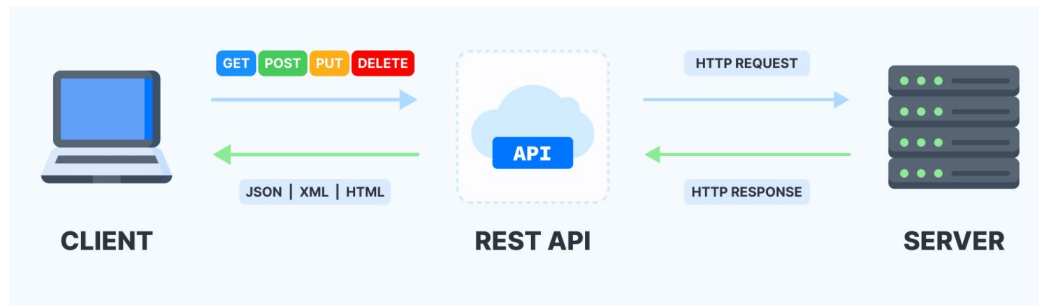 GET POST PUT DELETE
HTTP REQUEST
API
JSON | XML | HTML
HTTP RESPONSE
CLIENT
REST API
SERVER